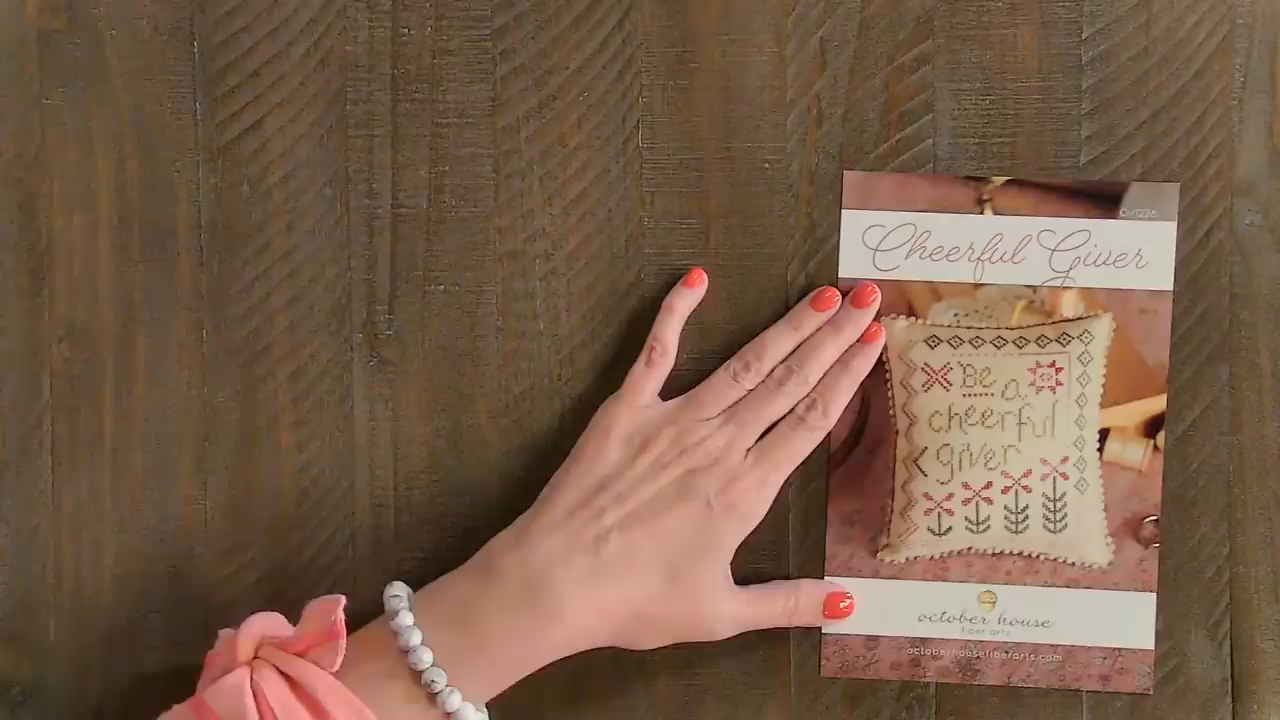 Cheerful Giver
Be a
cheerful
giver
october house
fiber arts
octoberhousefiberarts.com